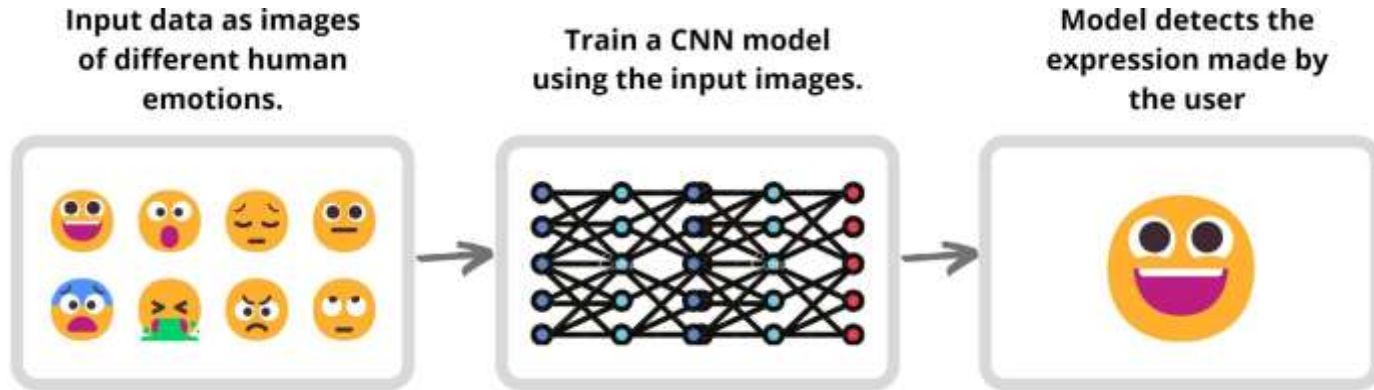 Input data as images
of different human
emotions.
Train a CNN model
using the input images.
Model detects the
expression made by
the user